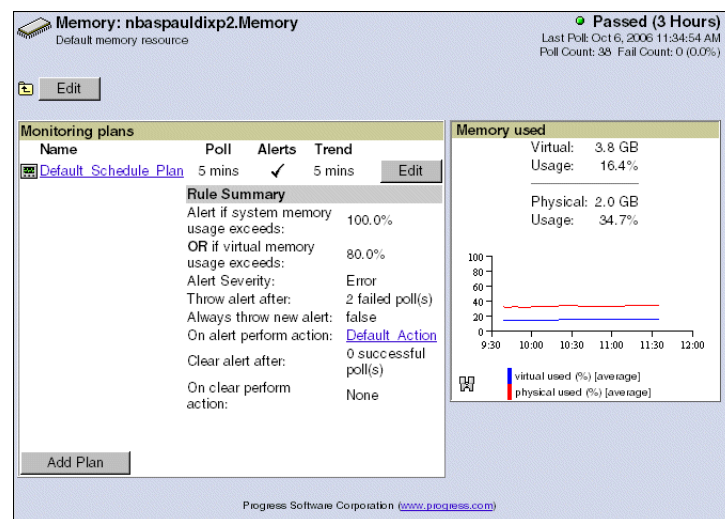 Memory: nbaspauldixp2.Memory
Default memory resource
Passed (3 Hours)
Last Poll: Oct 6, 2006 11:34:54 AM
Poll Count: 38 Fail Count: 0 (0.0%)
Edit
Monitoring plans
Name Poll Alerts Trend
Default_Schedule_Plan 5 mins ✓ 5 mins Edit
Rule Summary
Alert if system memory
usage exceeds: 100.0%
OR if virtual memory
usage exceeds: 80.0%
Alert Severity: Error
Throw alert after: 2 failed poll(s)
Always throw new alert: false
On alert perform action: Default_Action
Clear alert after: 0 successful
poll(s)
On clear perform
action: None
Add Plan
Memory used
Virtual: 3.8 GB
Usage: 16.4%
Physical: 2.0 GB
Usage: 34.7%
100
80
60
40
20
0
9:30 10:00 10:30 11:00 11:30 12:00
virtual used (%) [average]
physical used (%) [average]
Progress Software Corporation (www.progress.com)